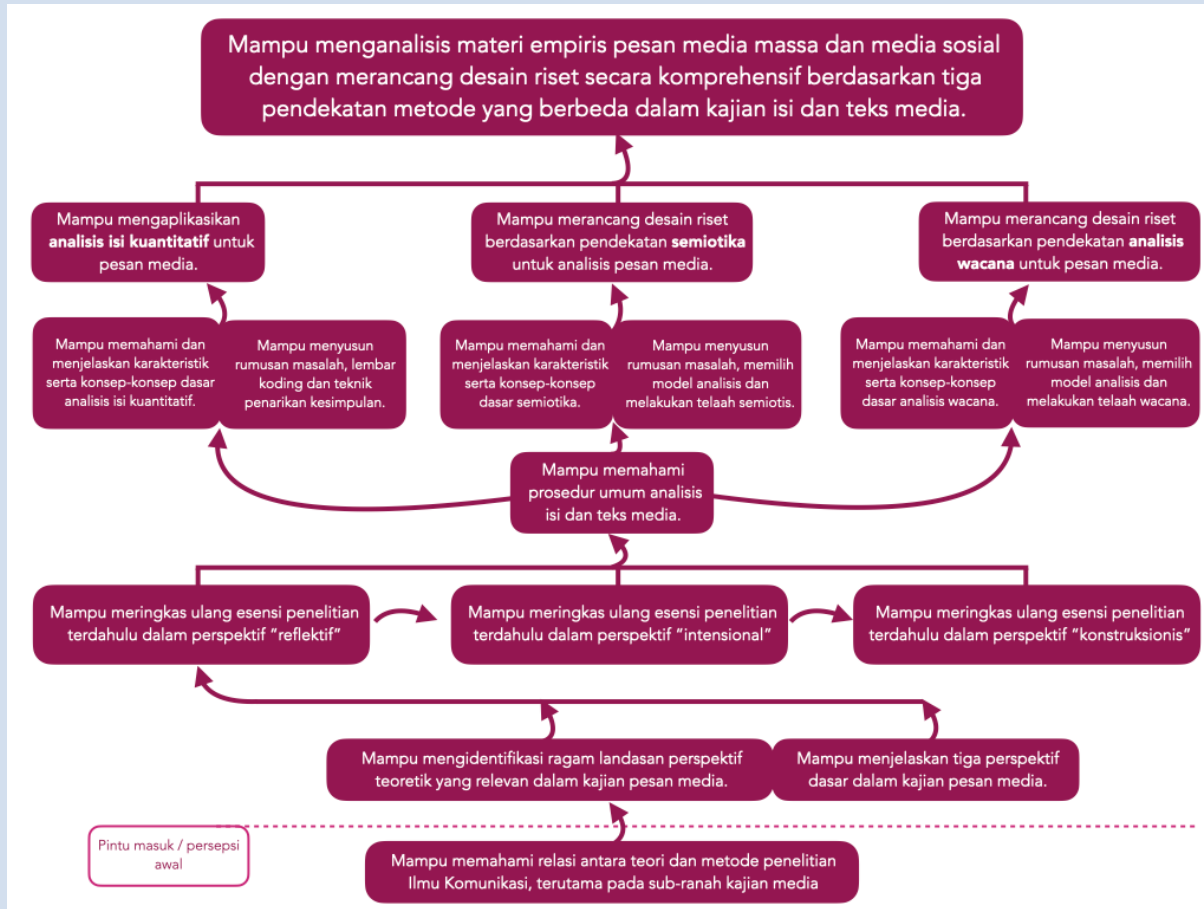 Mampu menganalisis materi empiris pesan media massa dan media sosial
dengan merancang desain riset secara komprehensif berdasarkan tiga
pendekatan metode yang berbeda dalam kajian isi dan teks media.
Mampu mengaplikasikan
analisis isi kuantitatif untuk
pesan media.
Mampu merancang desain riset
berdasarkan pendekatan semiotika
untuk analisis pesan media.
Mampu merancang desain riset
berdasarkan pendekatan analisis
wacana untuk pesan media.
Mampu memahami dan
menjelaskan karakteristik
serta konsep-konsep dasar
analisis isi kuantitatif.
Mampu menyusun
rumusan masalah, lembar
koding dan teknik
penarikan kesimpulan.
Mampu memahami dan
menjelaskan karakteristik
serta konsep-konsep
dasar semiotika.
Mampu menyusun
rumusan masalah, memilih
model analisis dan
melakukan telaah semiotis.
Mampu memahami dan
menjelaskan karakteristik
serta konsep-konsep
dasar analisis wacana.
Mampu menyusun
rumusan masalah, memilih
model analisis dan
melakukan telaah wacana.
Mampu memahami
prosedur umum analisis
isi dan teks media.
Mampu meringkas ulang esensi penelitian
terdahulu dalam perspektif “reflektif”
Mampu meringkas ulang esensi penelitian
terdahulu dalam perspektif “intensional”
Mampu meringkas ulang esensi penelitian
terdahulu dalam perspektif “konstruksionis”
Mampu mengidentifikasi ragam landasan perspektif
teoretik yang relevan dalam kajian pesan media.
Mampu menjelaskan tiga perspektif
dasar dalam kajian pesan media.
Pintu masuk / persepsi
awal
Mampu memahami relasi antara teori dan metode penelitian
Ilmu Komunikasi, terutama pada sub-ranah kajian media